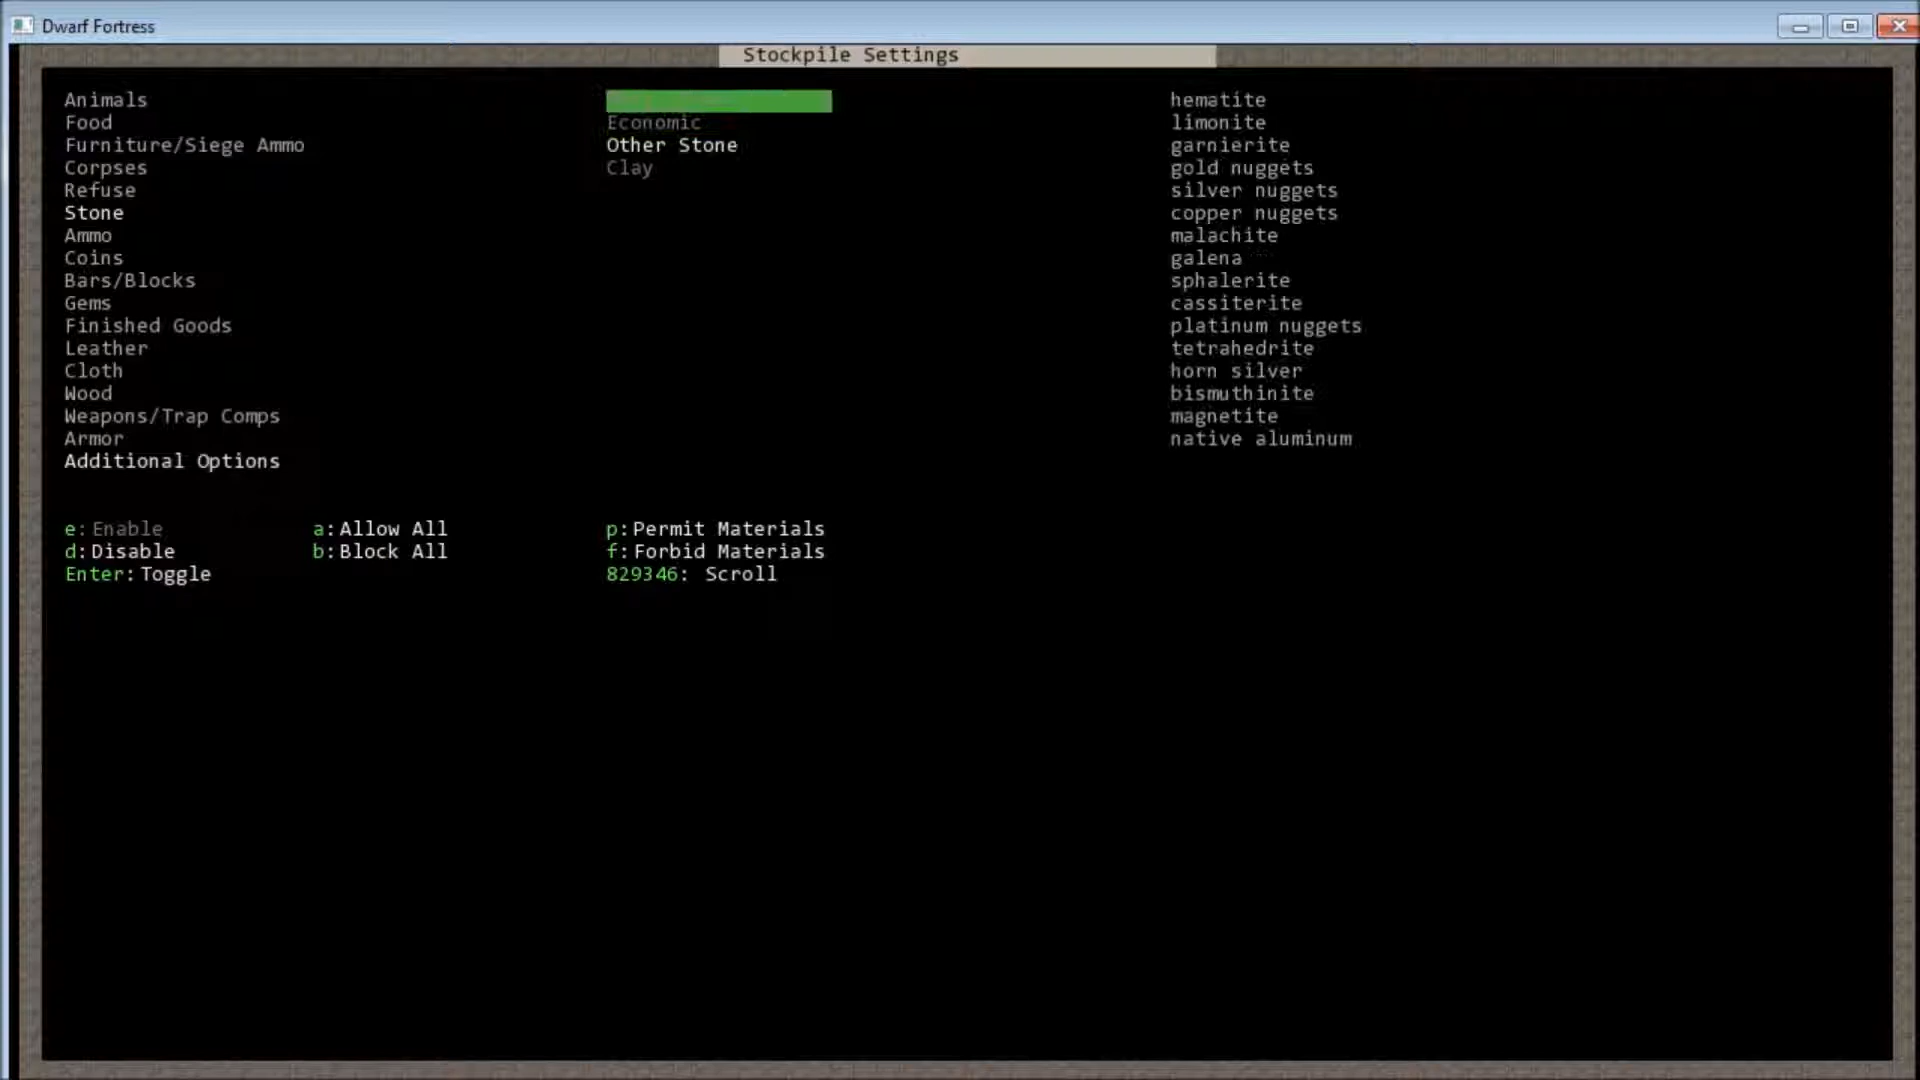 Dwarf Fortress
Stockpile Settings
Animals
Food
Furniture/Siege Ammo
Corpses
Refuse
Stone
Ammo
Coins
Bars/Blocks
Gems
Finished Goods
Leather
Cloth
Wood
Weapons/Trap Comps
Armor
Additional Options
Economic
Other Stone
Clay
hematite
limonite
garnierite
gold nuggets
silver nuggets
copper nuggets
malachite
galena
sphalerite
cassiterite
platinum nuggets
tetrahedrite
horn silver
bismuthinite
magnetite
native aluminum
e:Enable a:Allow All p:Permit Materials
d:Disable b:Block All f:Forbid Materials
Enter:Toggle 829346: Scroll